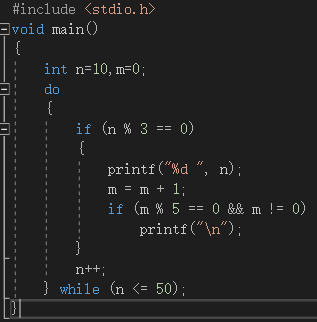 #include <stdio.h>
void main()
{
    int n=10,m=0;
    do
    {
        if (n % 3 == 0)
        {
            printf("%d ", n);
            m = m + 1;
            if (m % 5 == 0 && m != 0)
                printf("\n");
        }
        n++;
    } while (n <= 50);
}